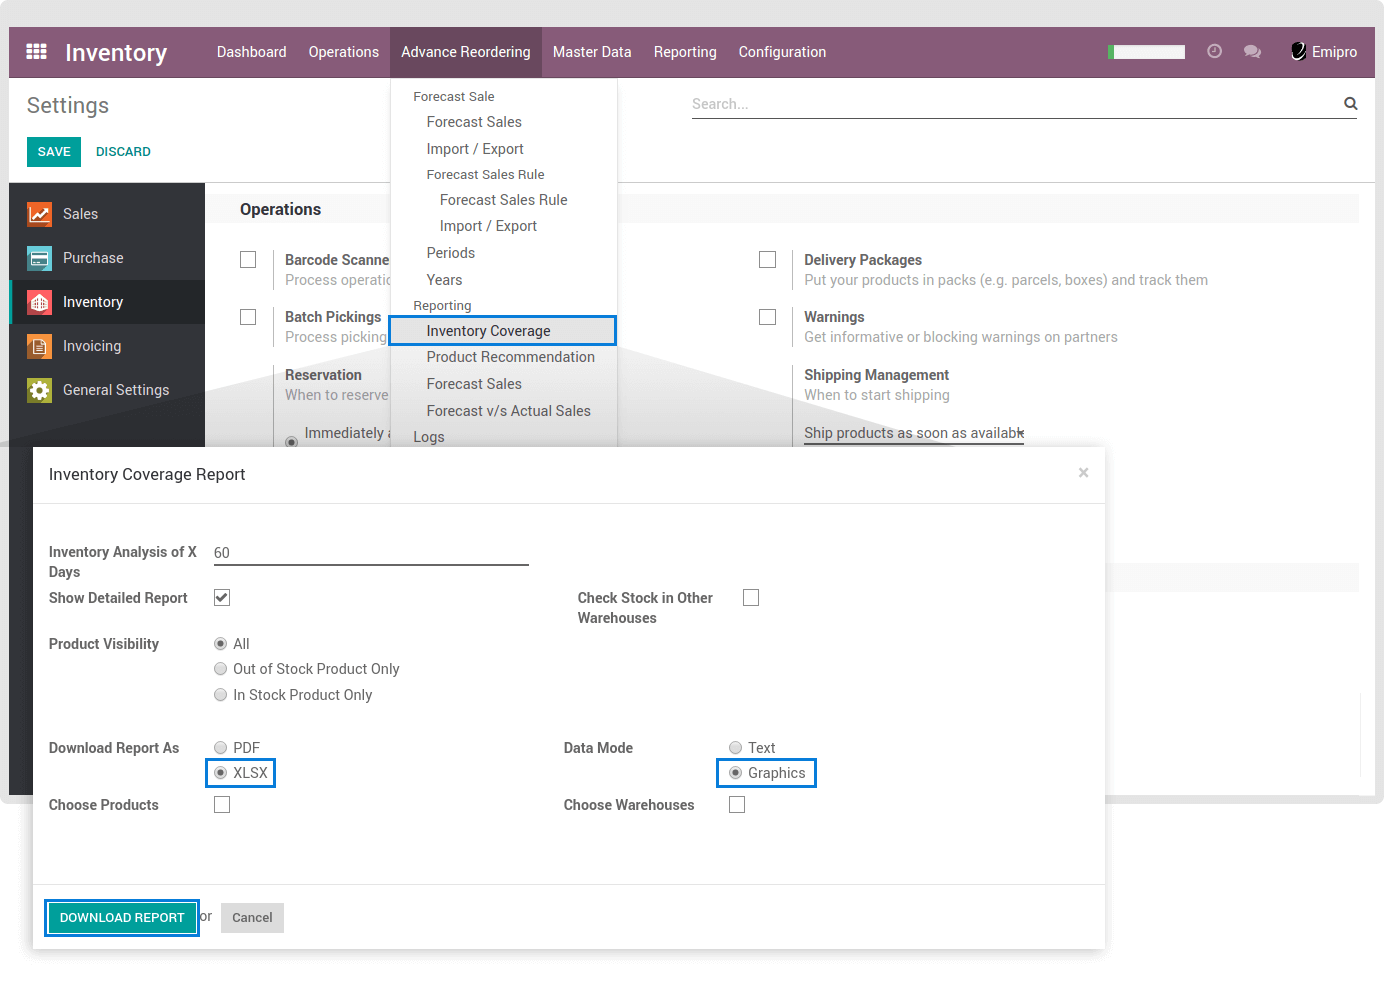 Inventory
Dashboard
Operations
Advance Reordering
Master Data
Reporting
Configuration
Emipro
Settings
Search...
SAVE
DISCARD
Sales
Purchase
Inventory
Invoicing
General Settings
Forecast Sale
Forecast Sales
Import / Export
Forecast Sales Rule
Forecast Sales Rule
Import / Export
Periods
Years
Reporting
Inventory Coverage
Product Recommendation
Forecast Sales
Forecast v/s Actual Sales
Logs
Operations
Barcode Scanne
Process operatic
Batch Pickings
Process picking
Reservation
When to reserve
Immediately
Delivery Packages
Put your products in packs (e.g. parcels, boxes) and track them
Warnings
Get informative or blocking warnings on partners
Shipping Management
When to start shipping
Ship products as soon as available
Inventory Coverage Report
×
Inventory Analysis of X
Days
60
Show Detailed Report
Check Stock in Other
Warehouses
Product Visibility
All
Out of Stock Product Only
In Stock Product Only
Download Report As
PDF
XLSX
Data Mode
Text
Graphics
Choose Products
Choose Warehouses
DOWNLOAD REPORT
or
Cancel